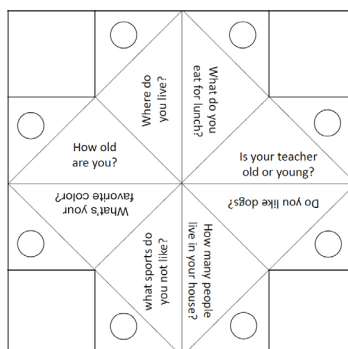 Where do
you live?
What do you
eat for lunch?
How old
are you?
Is your teacher
old or young?
What's your
favorite color?
Do you like dogs?
what sports do
you not like?
How many people
live in your house?